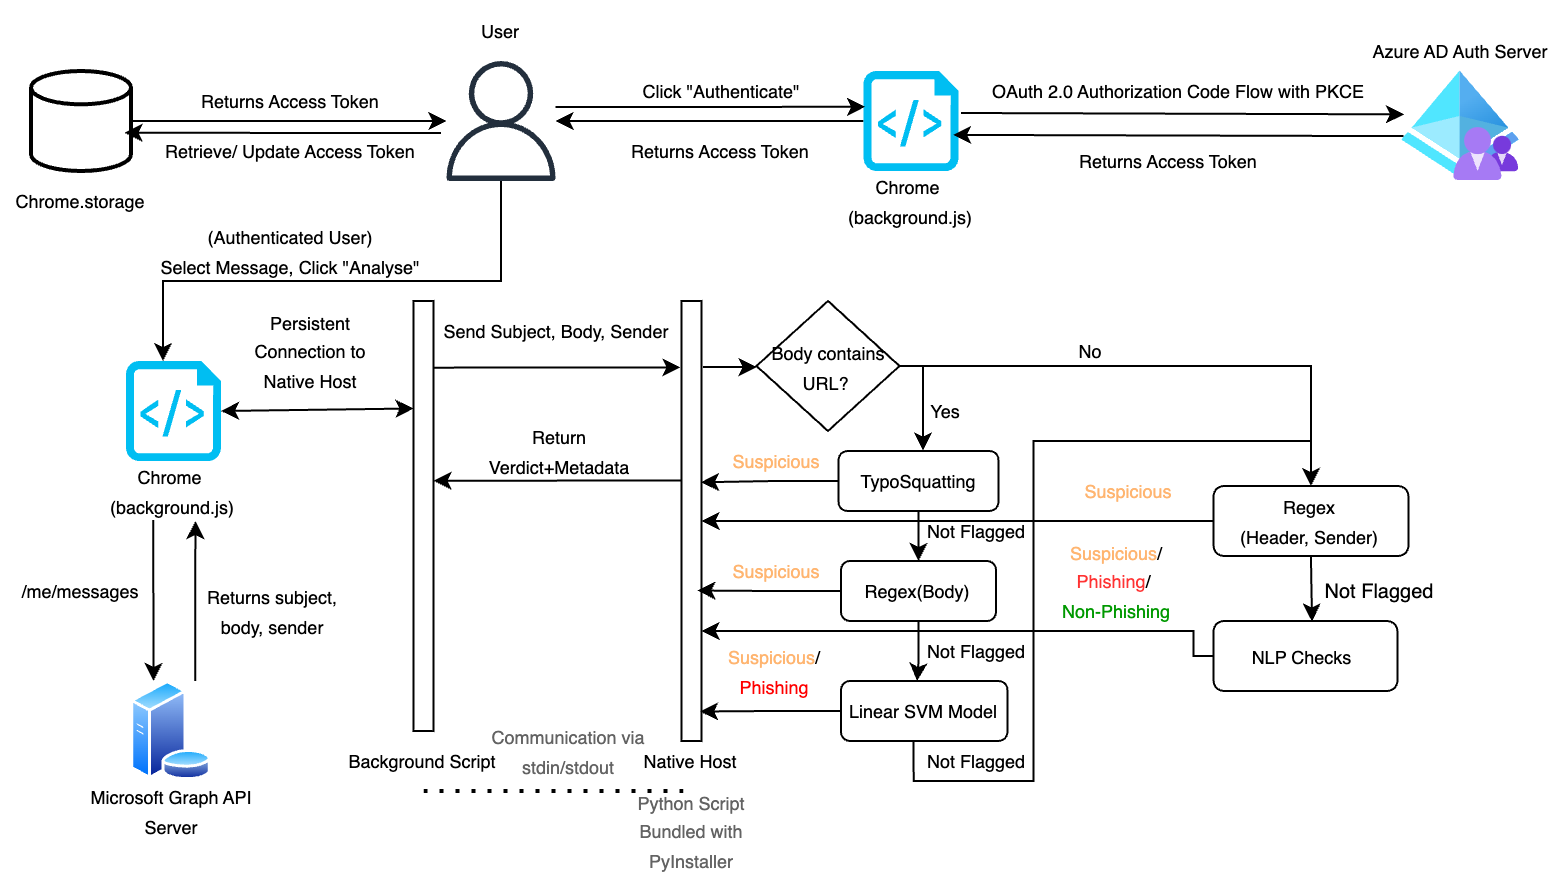 User
Azure AD Auth Server
Returns Access Token
Click "Authenticate"
OAuth 2.0 Authorization Code Flow with PKCE
Retrieve/ Update Access Token
Returns Access Token
Returns Access Token
Chrome.storage
Chrome
(background.js)
(Authenticated User)
Select Message, Click "Analyse"
Persistent
Connection to
Native Host
Send Subject, Body, Sender
Body contains
URL?
No
Yes
Return
Verdict+Metadata
Suspicious
TypoSquatting
Chrome
(background.js)
Suspicious
Regex
(Header, Sender)
Not Flagged
Suspicious/
Phishing/
Non-Phishing
Suspicious
Regex(Body)
Not Flagged
/me/messages
Returns subject,
body, sender
Not Flagged
NLP Checks
Suspicious/
Phishing
Linear SVM Model
Not Flagged
Communication via
stdin/stdout
Background Script
Native Host
Microsoft Graph API
Server
Python Script
Bundled with
PyInstaller